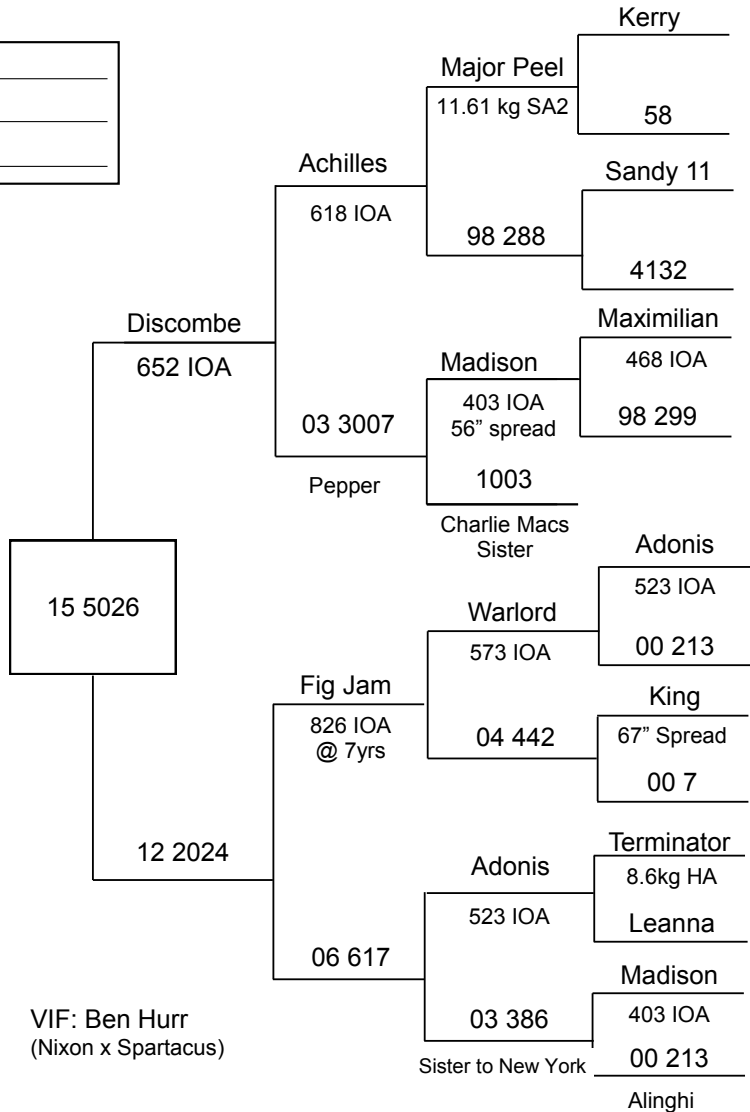 Kerry
Major Peel
11.61 kg SA2
58
Achilles
Sandy 11
618 IOA
98 288
4132
Discombe
Maximilian
652 IOA
Madison
468 IOA
403 IOA
56” spread
03 3007
98 299
Pepper
1003
Charlie Macs
Sister
Adonis
15 5026
523 IOA
Warlord
573 IOA
00 213
Fig Jam
King
826 IOA
@ 7yrs
04 442
67” Spread
00 7
12 2024
Terminator
Adonis
8.6kg HA
523 IOA
Leanna
06 617
Madison
VIF: Ben Hurr
(Nixon x Spartacus)
03 386
403 IOA
Sister to New York
00 213
Alinghi